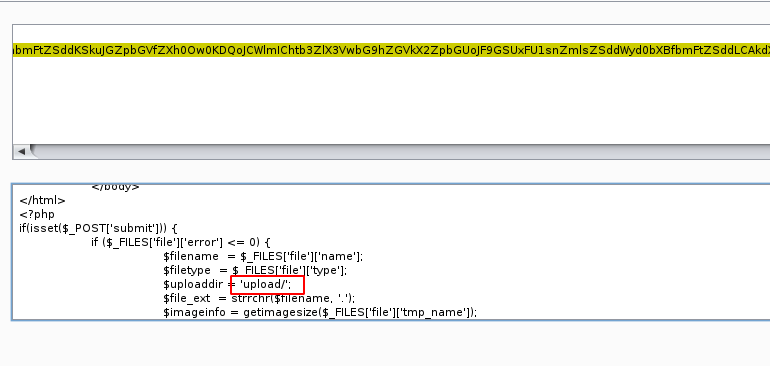 bmFtZSddKSkuJGZpbGVfZXh0Ow0KDQoJCWlmIChtb3ZlX3VwbG9hZGVkX2ZpbGUoJF9GSUxFU1snZmlsZSddWyd0bXBfbmFtZSddLCAkdX
</body>
</html>
<?php
if(isset($_POST['submit'])) {
if ($_FILES['file']['error'] <= 0) {
$filename  = $_FILES['file']['name'];
$filetype  = $_FILES['file']['type'];
$uploaddir = 'upload/';
$file_ext  = strrchr($filename, '.');
$imageinfo = getimagesize($_FILES['file']['tmp_name']);